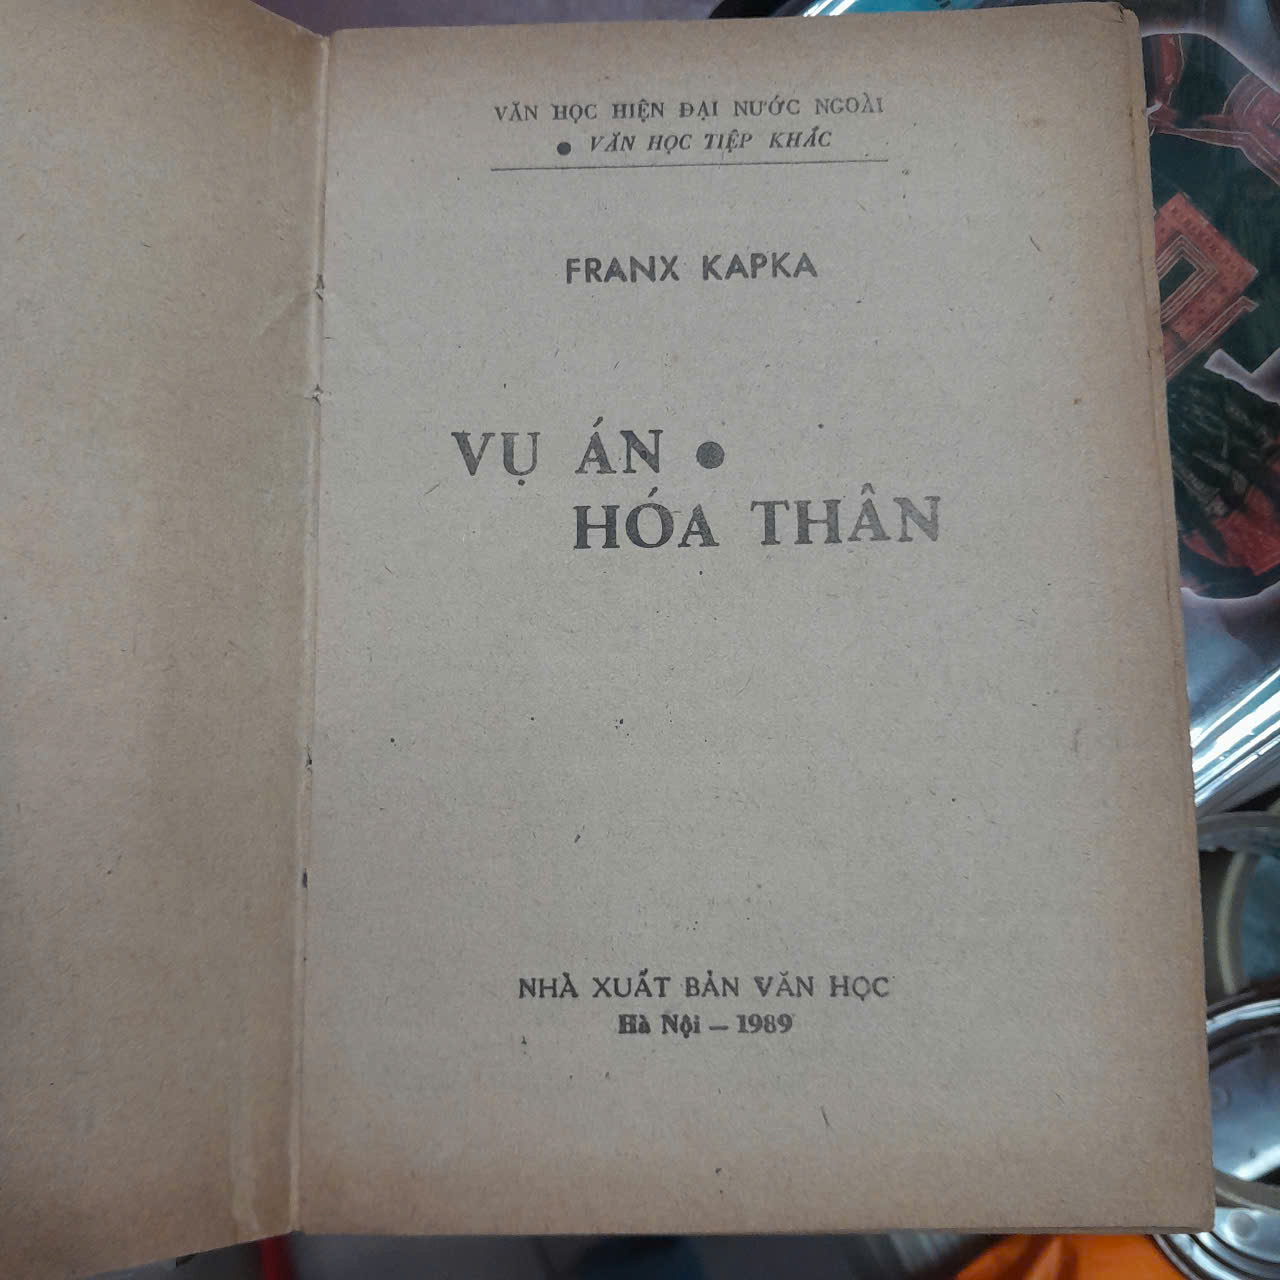 VĂN HỌC HIỆN ĐẠI NƯỚC NGOÀI
● VĂN HỌC TIỆP KHẮC
FRANX KAPKA
VỤ ÁN ●
HÓA THÂN
NHÀ XUẤT BẢN VĂN HỌC
Hà Nội — 1989